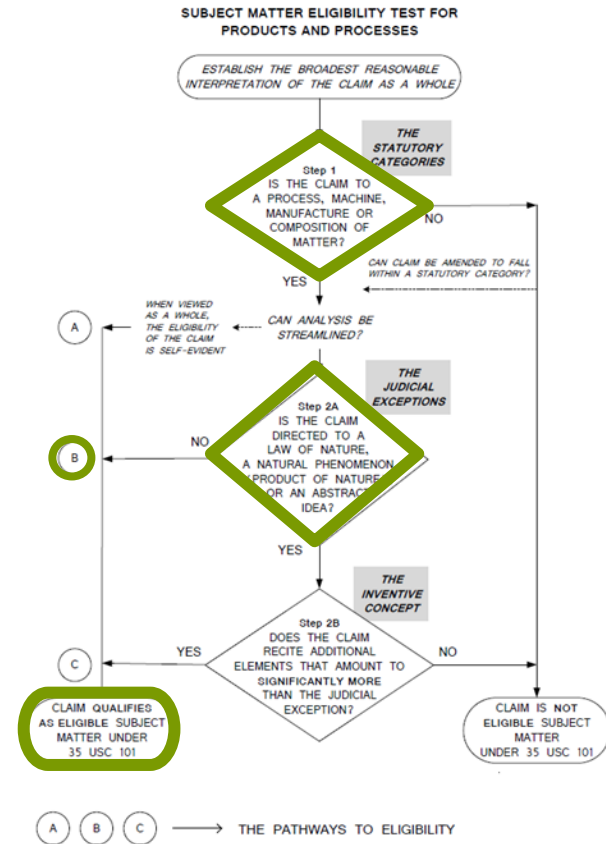 SUBJECT MATTER ELIGIBILITY TEST FOR
PRODUCTS AND PROCESSES
ESTABLISH THE BROADEST REASONABLE
INTERPRETATION OF THE CLAIM AS A WHOLE
THE
STATUTORY
CATEGORIES
Step 1
IS THE CLAIM TO
A PROCESS, MACHINE,
MANUFACTURE OR
COMPOSITION OF
MATTER?
NO
YES
CAN CLAIM BE AMENDED TO FALL
WITHIN A STATUTORY CATEGORY?
A
WHEN VIEWED
AS A WHOLE,
THE ELIGIBILITY
OF THE CLAIM
IS SELF-EVIDENT
CAN ANALYSIS BE
STREAMLINED?
THE
JUDICIAL
EXCEPTIONS
Step 2A
IS THE CLAIM
DIRECTED TO A
LAW OF NATURE,
A NATURAL PHENOMENON
PRODUCT OF NATURE
OR AN ABSTRACT
IDEA?
NO
B
YES
THE
INVENTIVE
CONCEPT
Step 2B
DOES THE CLAIM
RECITE ADDITIONAL
ELEMENTS THAT AMOUNT TO
SIGNIFICANTLY MORE
THAN THE JUDICIAL
EXCEPTION?
YES
NO
C
CLAIM QUALIFIES
AS ELIGIBLE SUBJECT
MATTER UNDER
35 USC 101
CLAIM IS NOT
ELIGIBLE SUBJECT
MATTER
UNDER 35 USC 101
A B C THE PATHWAYS TO ELIGIBILITY